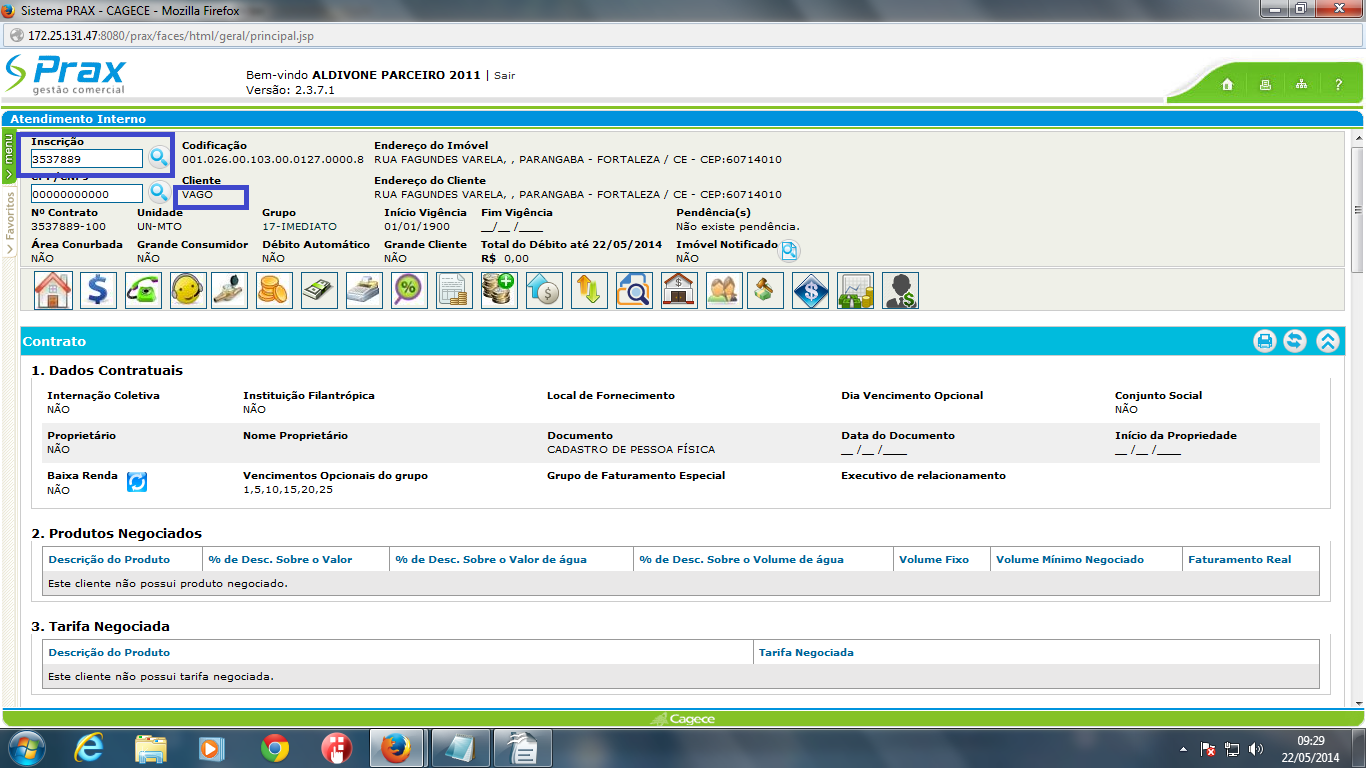 Sistema PRAX - CAGECE - Mozilla Firefox
172.25.131.47:8080/prax/faces/html/geral/principal.jsp
Prax
gestão comercial
Bem-vindo ALDIVONE PARCEIRO 2011 | Sair
Versão: 2.3.7.1
?
Atendimento Interno
menu
Favoritos
Inscrição Codificação Endereço do Imóvel
3537889 001.026.00.103.00.0127.0000.8 RUA FAGUNDES VARELA, , PARANGABA - FORTALEZA / CE - CEP:60714010
Cliente Endereço do Cliente
00000000000 VAGO RUA FAGUNDES VARELA, , PARANGABA - FORTALEZA / CE - CEP:60714010
Nº Contrato Unidade Grupo Início Vigência Fim Vigência Pendência(s)
3537889-100 UN-MTO 17-IMEDIATO 01/01/1900 __/__ /____ Não existe pendência.
Área Conurbada Grande Consumidor Débito Automático Grande Cliente Total do Débito até 22/05/2014 Imóvel Notificado
NÃO NÃO NÃO NÃO R$ 0,00 NÃO
Contrato
1. Dados Contratuais
Internação Coletiva Instituição Filantrópica Local de Fornecimento Dia Vencimento Opcional Conjunto Social
NÃO NÃO NÃO
Proprietário Nome Proprietário Documento Data do Documento Início da Propriedade
NÃO CADASTRO DE PESSOA FÍSICA __ /__ /____ __ /__ /____
Baixa Renda Vencimentos Opcionais do grupo Grupo de Faturamento Especial Executivo de relacionamento
NÃO 1,5,10,15,20,25
2. Produtos Negociados
Descrição do Produto % de Desc. Sobre o Valor % de Desc. Sobre o Valor de água % de Desc. Sobre o Volume de água Volume Fixo Volume Mínimo Negociado Faturamento Real
Este cliente não possui produto negociado.
3. Tarifa Negociada
Descrição do Produto Tarifa Negociada
Este cliente não possui tarifa negociada.
Cagece
09:29
22/05/2014